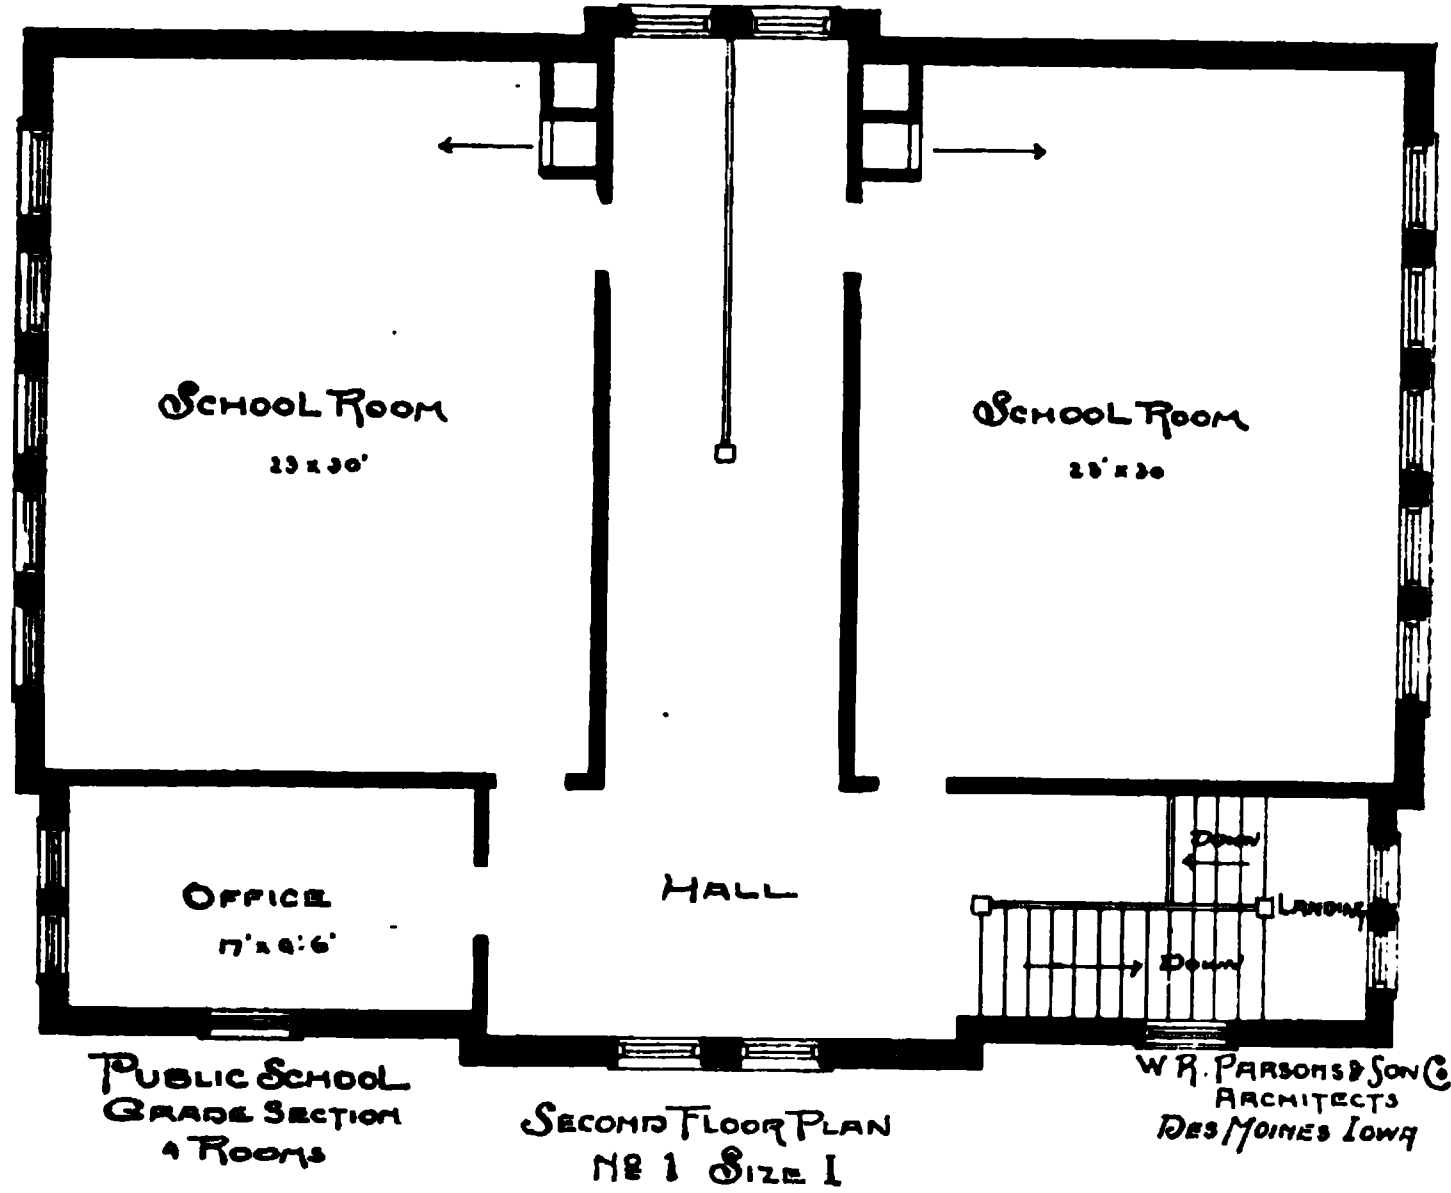 School Room
23 x 30'
School Room
23' x 30
Down
Landing
Office
17' x 9'-6"
Hall
Down
Public School
Grade Section
4 Rooms
Second Floor Plan
No 1 Size I
W R. Parsons & Son Co
Architects
Des Moines Iowa